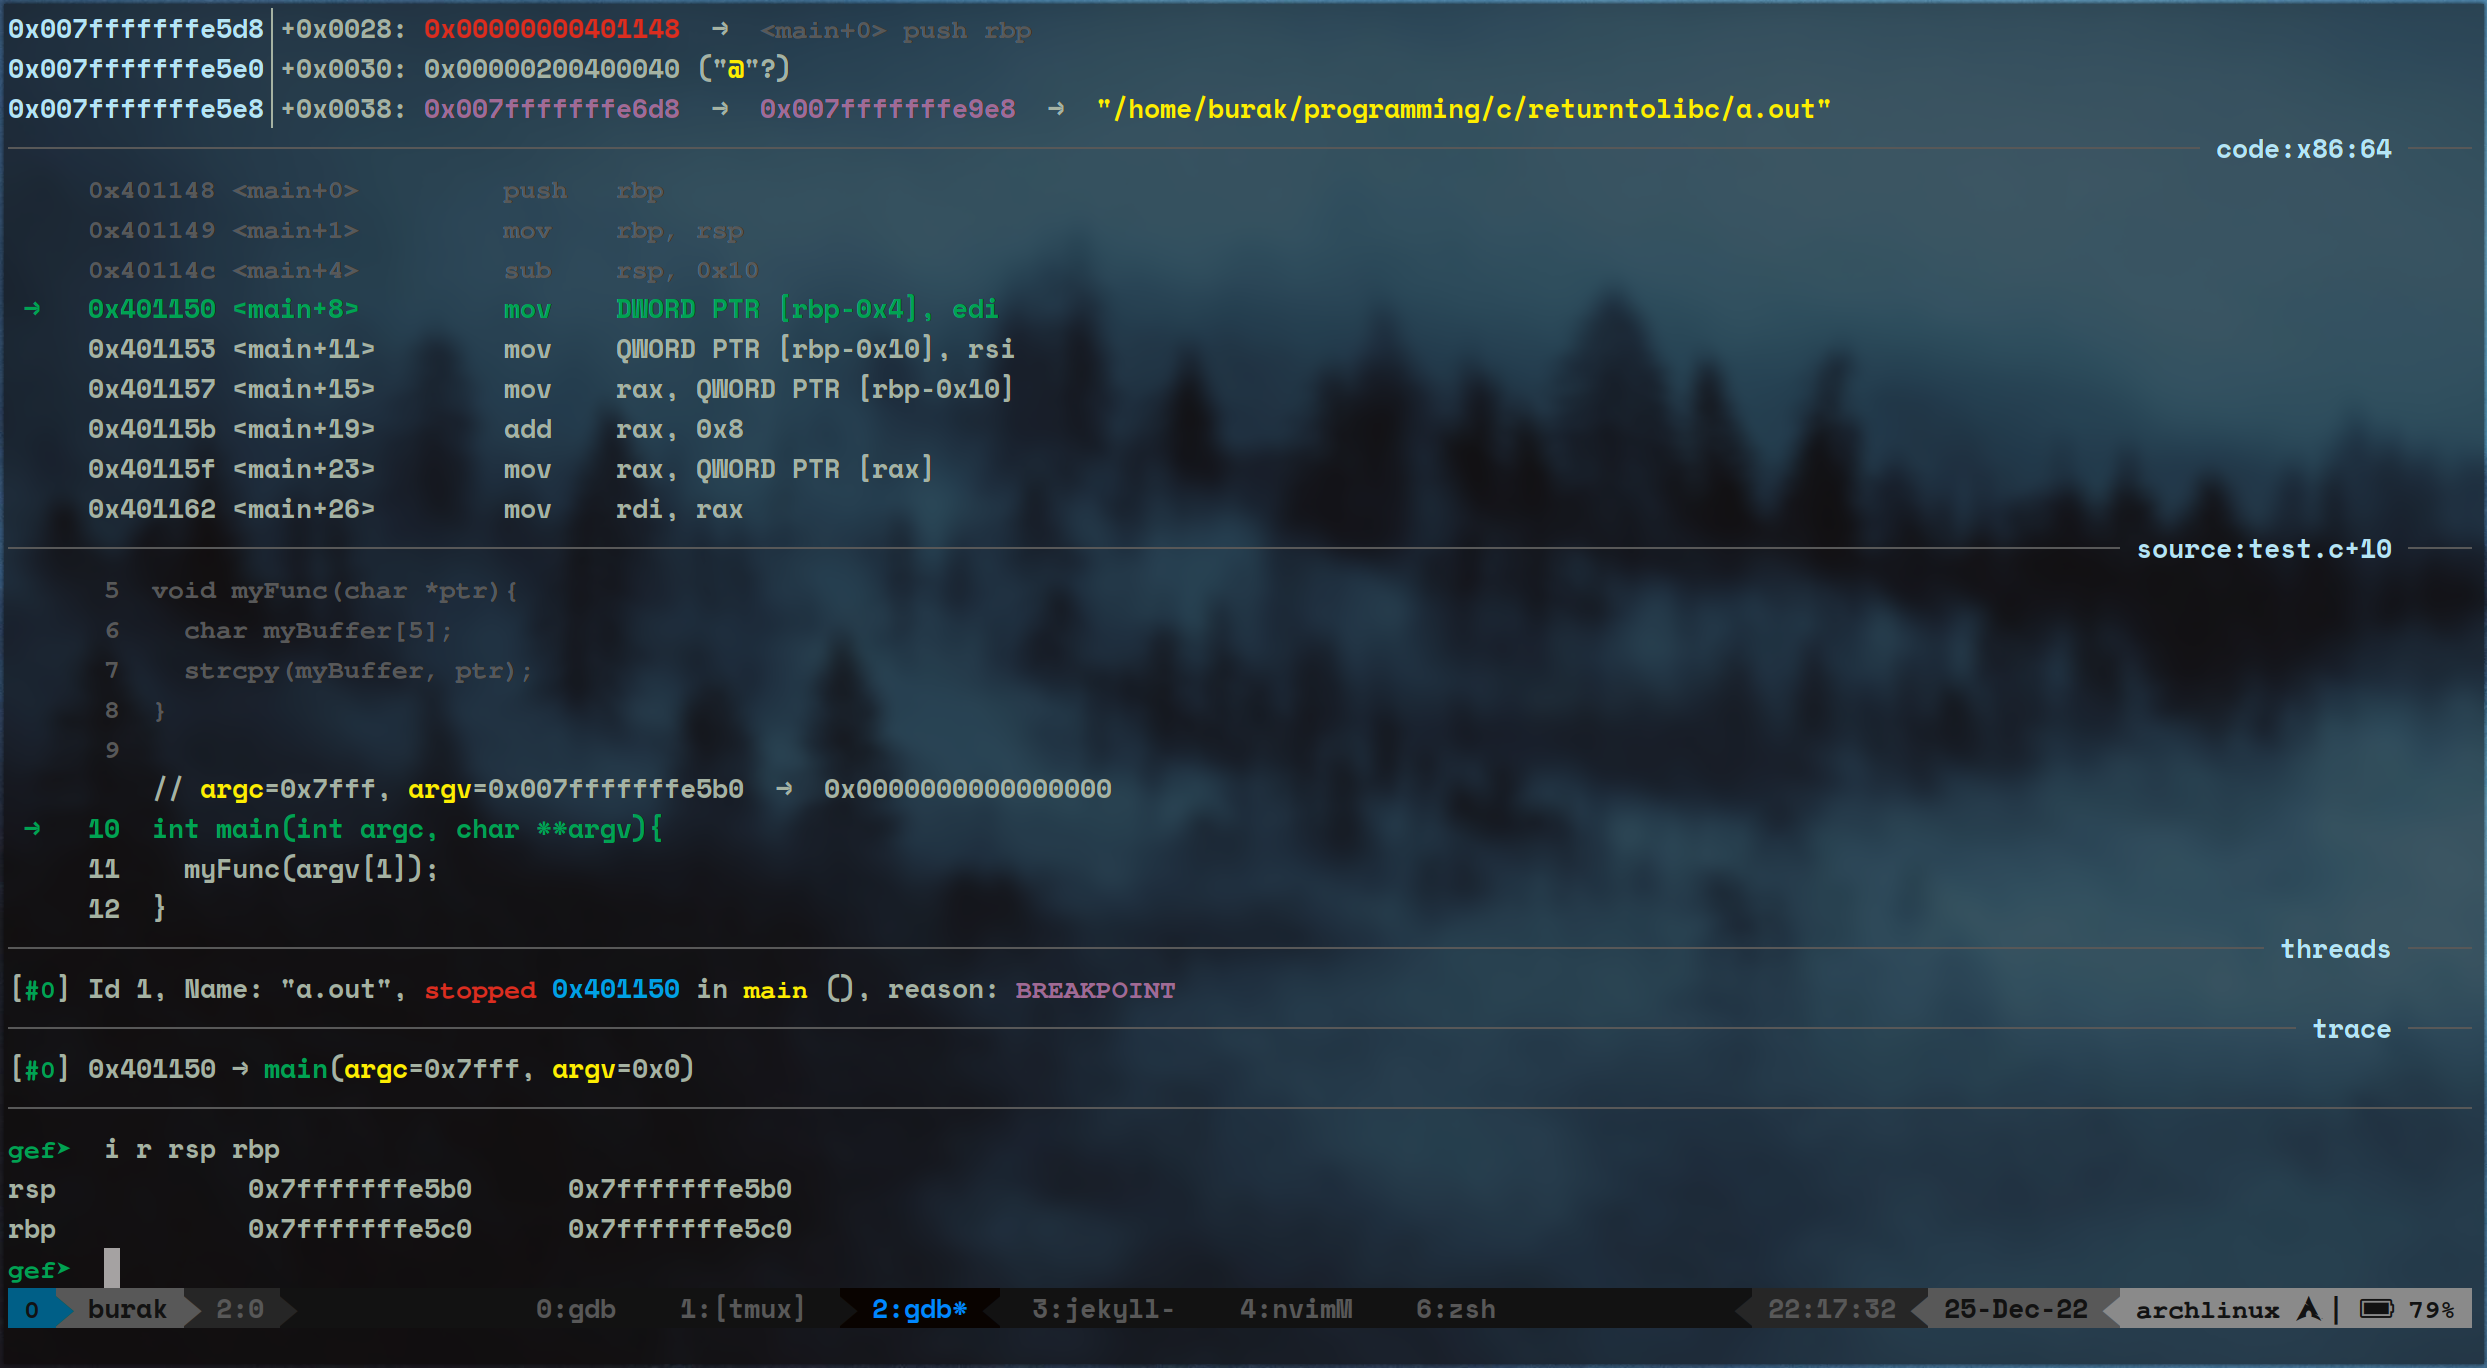 0x007fffffffe5d8│+0x0028: 0x00000000401148  →  <main+0> push rbp
0x007fffffffe5e0│+0x0030: 0x00000200400040 ("@"?)
0x007fffffffe5e8│+0x0038: 0x007fffffffe6d8  →  0x007fffffffe9e8  →  "/home/burak/programming/c/returntolibc/a.out"
code:x86:64
0x401148 <main+0>         push   rbp
0x401149 <main+1>         mov    rbp, rsp
0x40114c <main+4>         sub    rsp, 0x10
→   0x401150 <main+8>         mov    DWORD PTR [rbp-0x4], edi
0x401153 <main+11>        mov    QWORD PTR [rbp-0x10], rsi
0x401157 <main+15>        mov    rax, QWORD PTR [rbp-0x10]
0x40115b <main+19>        add    rax, 0x8
0x40115f <main+23>        mov    rax, QWORD PTR [rax]
0x401162 <main+26>        mov    rdi, rax
source:test.c+10
5  void myFunc(char *ptr){
6    char myBuffer[5];
7    strcpy(myBuffer, ptr);
8  }
9
// argc=0x7fff, argv=0x007fffffffe5b0  →  0x0000000000000000
→   10  int main(int argc, char **argv){
11    myFunc(argv[1]);
12  }
threads
[#0] Id 1, Name: "a.out", stopped 0x401150 in main (), reason: BREAKPOINT
trace
[#0] 0x401150 → main(argc=0x7fff, argv=0x0)
gef➤  i r rsp rbp
rsp            0x7fffffffe5b0      0x7fffffffe5b0
rbp            0x7fffffffe5c0      0x7fffffffe5c0
gef➤
0 burak 2:0 0:gdb 1:[tmux] 2:gdb* 3:jekyll- 4:nvimM 6:zsh 22:17:32 25-Dec-22 archlinux | 79%